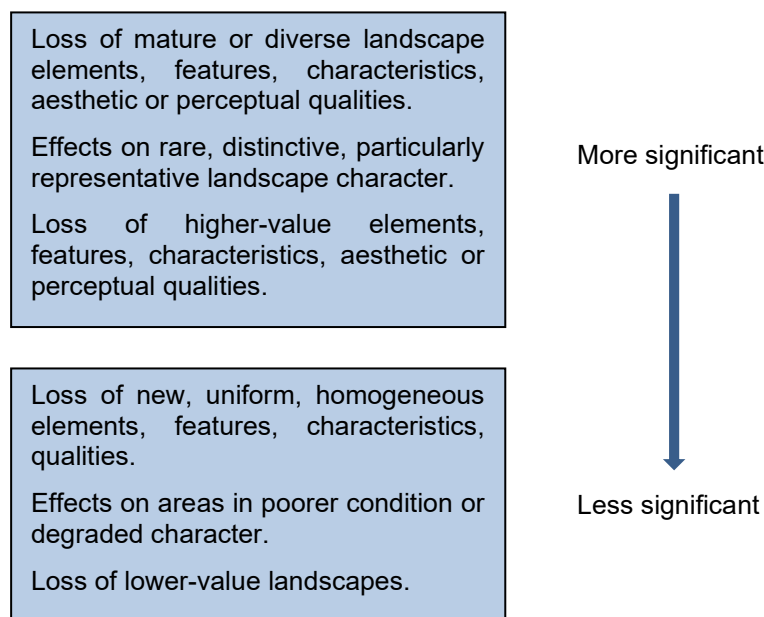 Loss of mature or diverse landscape
elements, features, characteristics,
aesthetic or perceptual qualities.
Effects on rare, distinctive, particularly
representative landscape character.
Loss of higher-value elements,
features, characteristics, aesthetic or
perceptual qualities.
More significant
Loss of new, uniform, homogeneous
elements, features, characteristics,
qualities.
Effects on areas in poorer condition or
degraded character.
Loss of lower-value landscapes.
Less significant